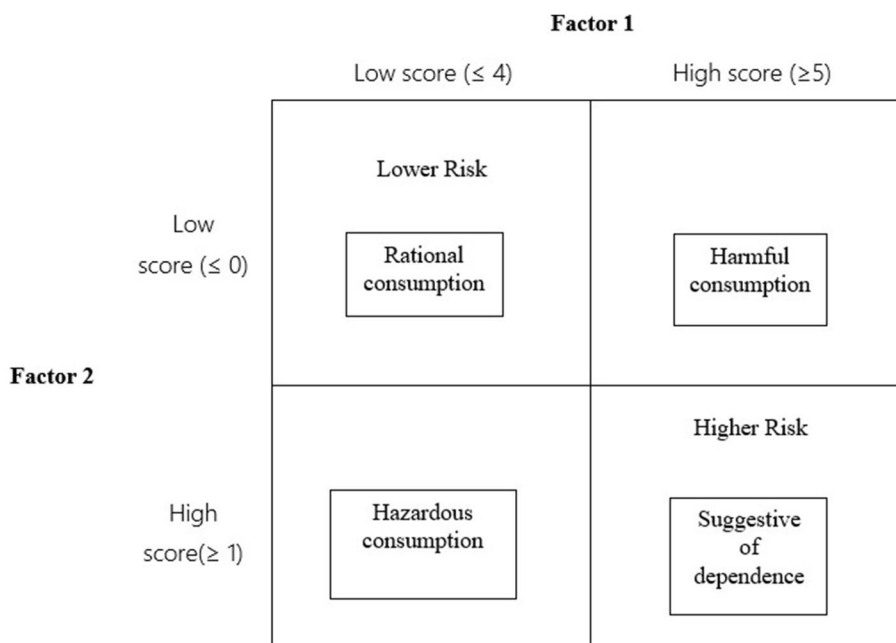 Factor 1
Low score (≤ 4)
High score (≥5)
Lower Risk
Low
score (≤ 0)
Rational
consumption
Harmful
consumption
Factor 2
Higher Risk
High
score(≥ 1)
Hazardous
consumption
Suggestive
of
dependence